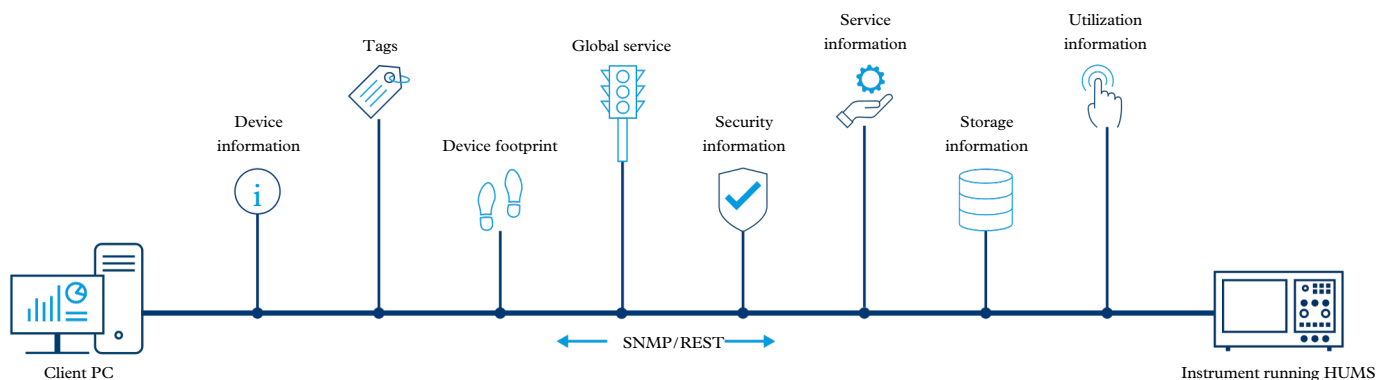 Device
information
Tags
Device footprint
Global service
Security
information
Service
information
Storage
information
Utilization
information
i
SNMP/REST
Client PC
Instrument running HUMS